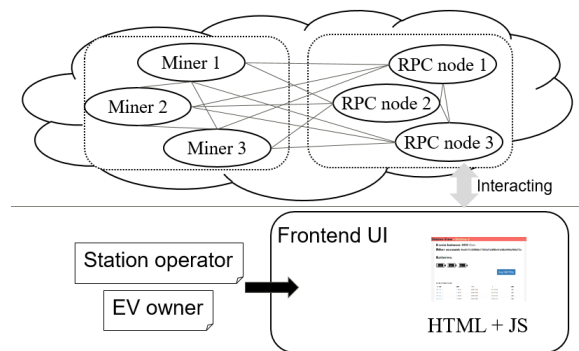 Miner 1
RPC node 1
Miner 2
RPC node 2
Miner 3
RPC node 3
Interacting
Frontend UI
Station operator
EV owner
HTML + JS